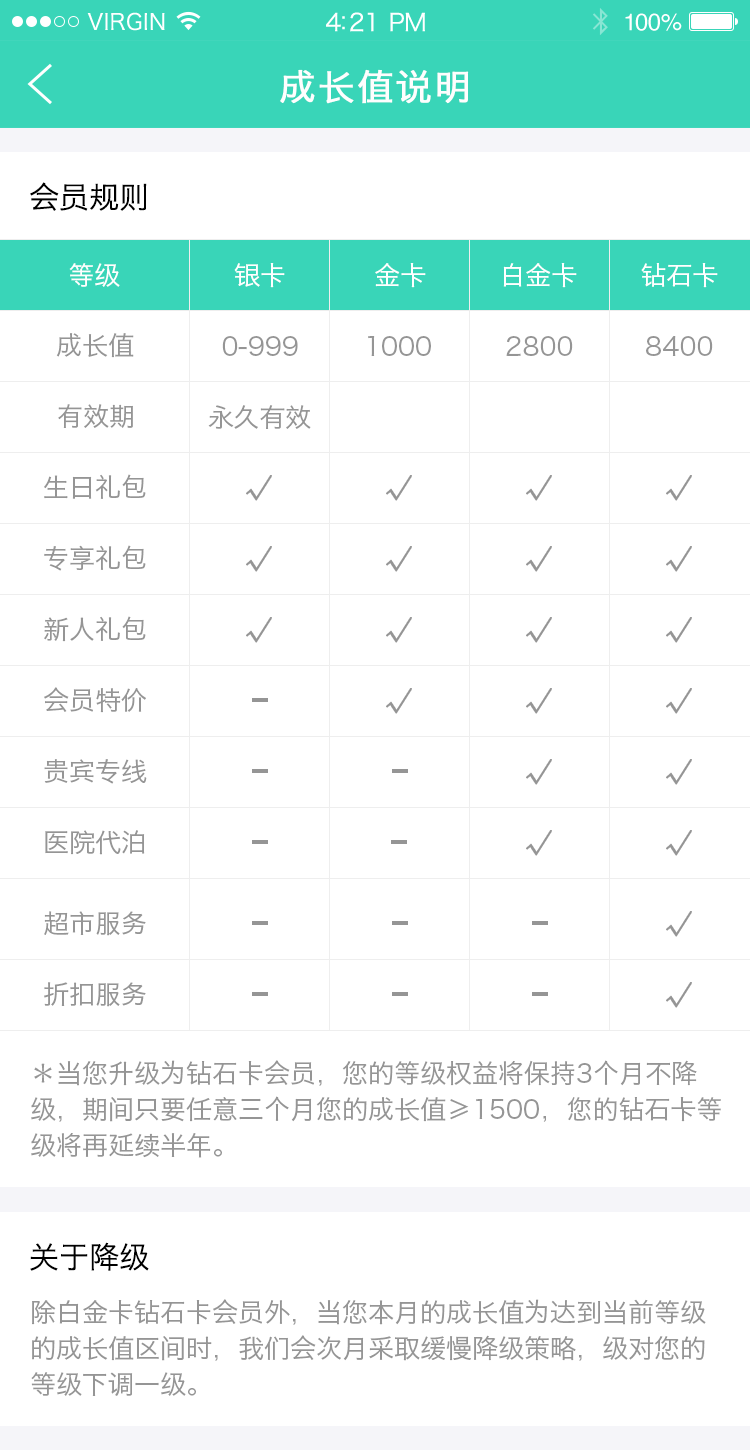 VIRGIN 4:21 PM 100%
成长值说明
会员规则
等级 银卡 金卡 白金卡 钻石卡
成长值 0-999 1000 2800 8400
有效期 永久有效
生日礼包 √ √ √ √
专享礼包 √ √ √ √
新人礼包 √ √ √ √
会员特价 - √ √ √
贵宾专线 - - √ √
医院代泊 - - √ √
超市服务 - - - √
折扣服务 - - - √
＊当您升级为钻石卡会员，您的等级权益将保持3个月不降
级，期间只要任意三个月您的成长值≥1500，您的钻石卡等
级将再延续半年。
关于降级
除白金卡钻石卡会员外，当您本月的成长值为达到当前等级
的成长值区间时，我们会次月采取缓慢降级策略，级对您的
等级下调一级。